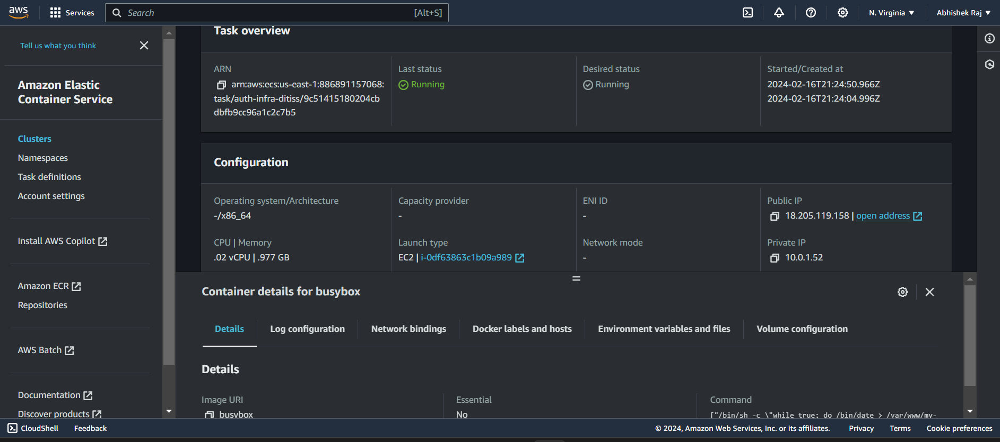 aws
Services
Search
[Alt+S]
N. Virginia
Abhishek Raj
Tell us what you think
Amazon Elastic
Container Service
Clusters
Namespaces
Task definitions
Account settings
Install AWS Copilot
Amazon ECR
Repositories
AWS Batch
Documentation
Discover products
Task overview
ARN
arn:aws:ecs:us-east-1:886891157068:
task/auth-infra-ditiss/9c51415180204cb
dbfb9cc96a1c2c7b5
Last status
Running
Desired status
Running
Started/Created at
2024-02-16T21:24:50.966Z
2024-02-16T21:24:04.996Z
Configuration
Operating system/Architecture
-/x86_64
Capacity provider
-
ENI ID
-
Public IP
18.205.119.158 | open address
CPU | Memory
.02 vCPU | .977 GB
Launch type
EC2 | i-0df63863c1b09a989
Network mode
-
Private IP
10.0.1.52
Container details for busybox
Details
Log configuration
Network bindings
Docker labels and hosts
Environment variables and files
Volume configuration
Details
Image URI
busybox
Essential
No
Command
["/bin/sh -c \"while true; do /bin/date > /var/www/my-
CloudShell
Feedback
© 2024, Amazon Web Services, Inc. or its affiliates.
Privacy
Terms
Cookie preferences